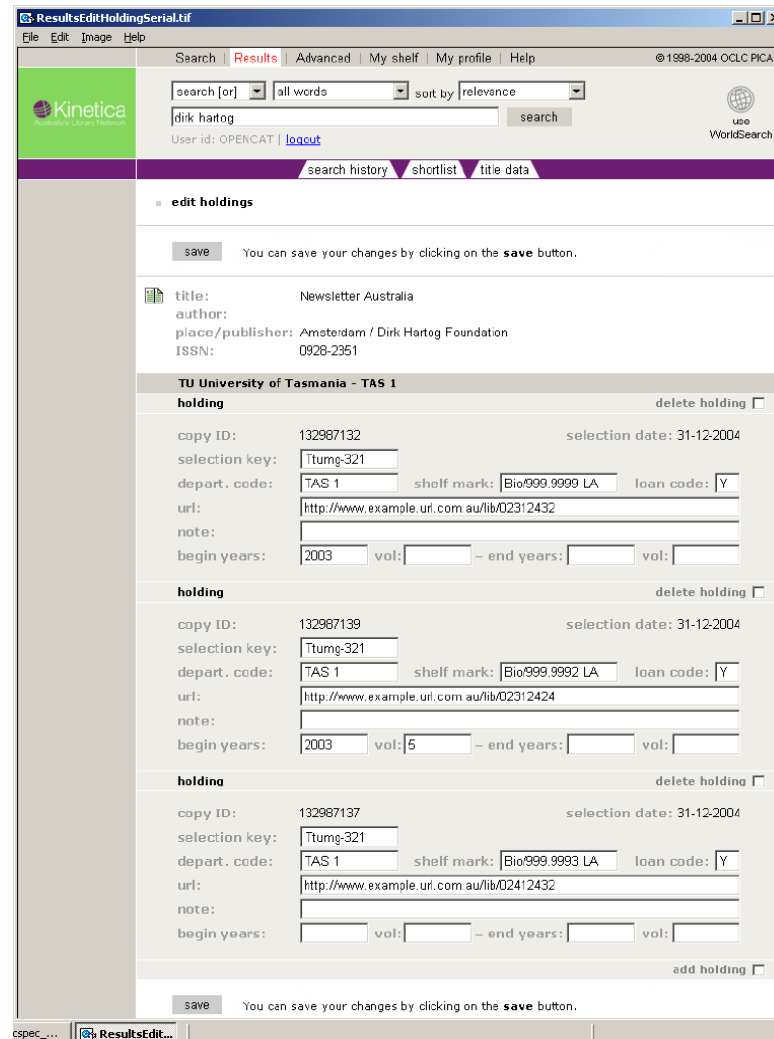 ResultsEditHoldingSerial.tif
File Edit Image Help
Search | Results | Advanced | My shelf | My profile | Help © 1998-2004 OCLC PICA
Kinetica
Australia's Library Network
search [or] all words sort by relevance
dirk hartog search
User id: OPENCAT | logout
use
WorldSearch
search history shortlist title data
edit holdings
save You can save your changes by clicking on the save button.
title: Newsletter Australia
author:
place/publisher: Amsterdam / Dirk Hartog Foundation
ISSN: 0928-2351
TU University of Tasmania - TAS 1
holding delete holding
copy ID: 132987132 selection date: 31-12-2004
selection key: Ttumg-321
depart. code: TAS 1 shelf mark: Bio/999.9999 LA loan code: Y
url: http://www.example.url.com.au/lib/02312432
note:
begin years: 2003 vol: – end years: vol:
holding delete holding
copy ID: 132987139 selection date: 31-12-2004
selection key: Ttumg-321
depart. code: TAS 1 shelf mark: Bio/999.9992 LA loan code: Y
url: http://www.example.url.com.au/lib/02312424
note:
begin years: 2003 vol: 5 – end years: vol:
holding delete holding
copy ID: 132987137 selection date: 31-12-2004
selection key: Ttumg-321
depart. code: TAS 1 shelf mark: Bio/999.9993 LA loan code: Y
url: http://www.example.url.com.au/lib/02412432
note:
begin years: vol: – end years: vol:
add holding
save You can save your changes by clicking on the save button.
cspec_... ResultsEdit...